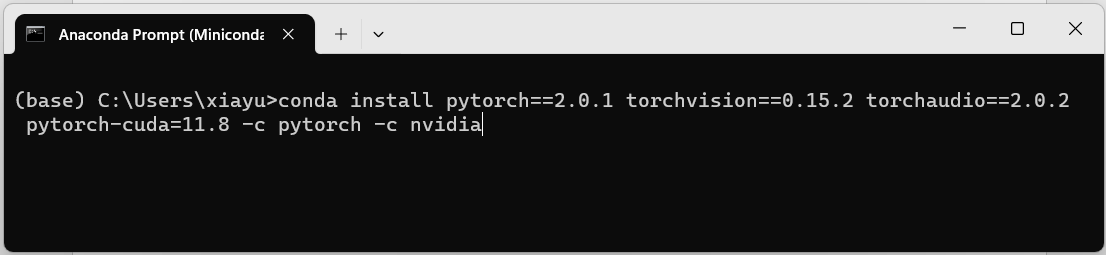 Anaconda Prompt (Miniconda
(base) C:\Users\xiayu>conda install pytorch==2.0.1 torchvision==0.15.2 torchaudio==2.0.2
pytorch-cuda=11.8 -c pytorch -c nvidia